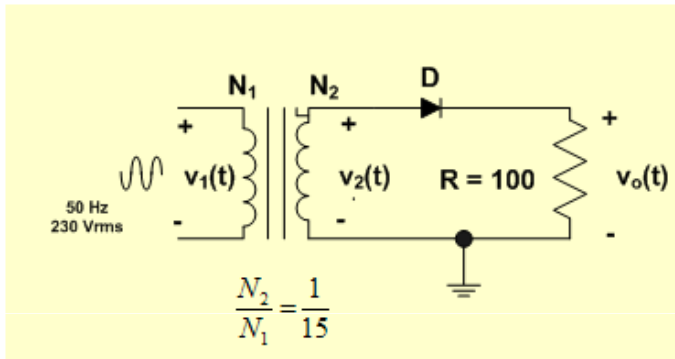 N₁ N₂ D
+ + +
v₁(t) v₂(t) R = 100 vₒ(t)
50 Hz
230 Vrms
- - -
N₂/N₁ = 1/15